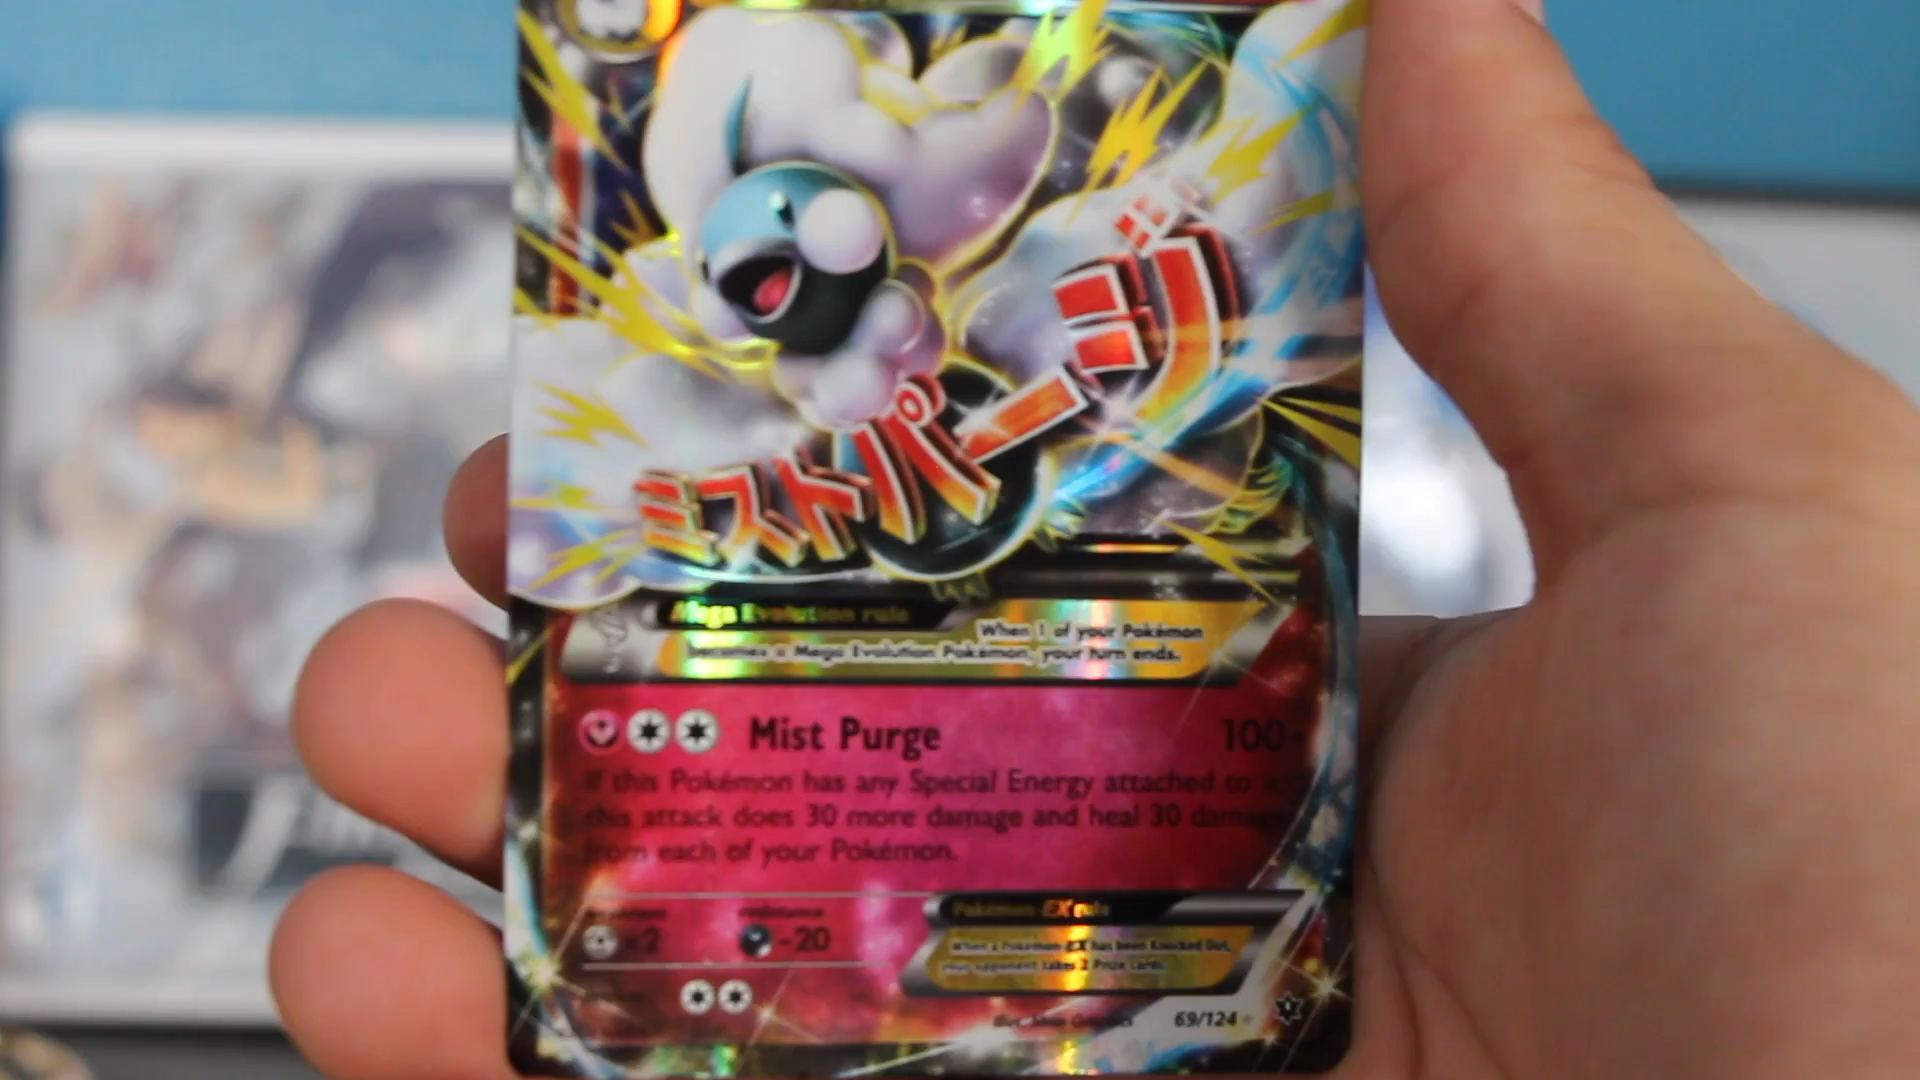 ミストパージ
Mega Evolution rule
When 1 of your Pokémon
becomes a Mega Evolution Pokémon, your turn ends.
Mist Purge 100+
If this Pokémon has any Special Energy attached to it,
this attack does 30 more damage and heal 30 damage
from each of your Pokémon.
weakness resistance
×2 -20
Pokémon-EX rule
When a Pokémon-EX has been Knocked Out,
your opponent takes 2 Prize cards.
Illus.
69/124